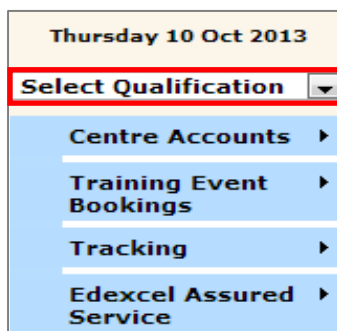 Thursday 10 Oct 2013
Select Qualification
Centre Accounts
Training Event
Bookings
Tracking
Edexcel Assured
Service